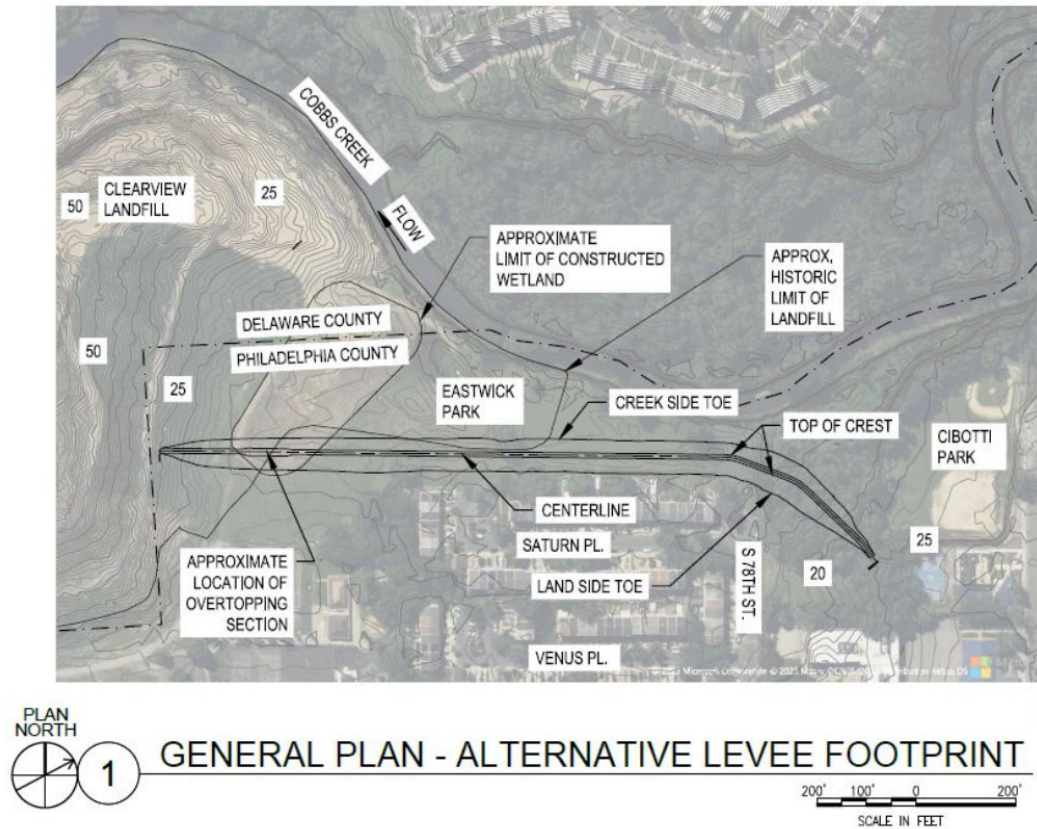 COBBS CREEK
FLOW
50
CLEARVIEW
LANDFILL
25
APPROXIMATE
LIMIT OF CONSTRUCTED
WETLAND
APPROX,
HISTORIC
LIMIT OF
LANDFILL
DELAWARE COUNTY
PHILADELPHIA COUNTY
50
25
EASTWICK
PARK
CREEK SIDE TOE
TOP OF CREST
CIBOTTI
PARK
CENTERLINE
SATURN PL.
APPROXIMATE
LOCATION OF
OVERTOPPING
SECTION
LAND SIDE TOE
S 78TH ST.
20
25
VENUS PL.
Microsoft
PLAN
NORTH
1
GENERAL PLAN - ALTERNATIVE LEVEE FOOTPRINT
200' 100' 0 200'
SCALE IN FEET